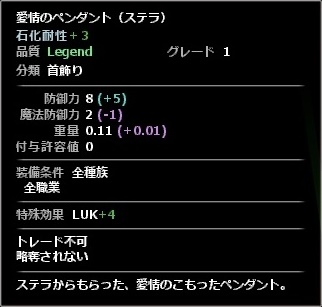 愛情のペンダント（ステラ）
石化耐性＋３
品質 Legend グレード 1
分類 首飾り
防御力 8 (+5)
魔法防御力 2 (-1)
重量 0.11 (+0.01)
付与許容値 0
装備条件 全種族
全職業
特殊効果 LUK+4
トレード不可
略奪されない
ステラからもらった、愛情のこもったペンダント。